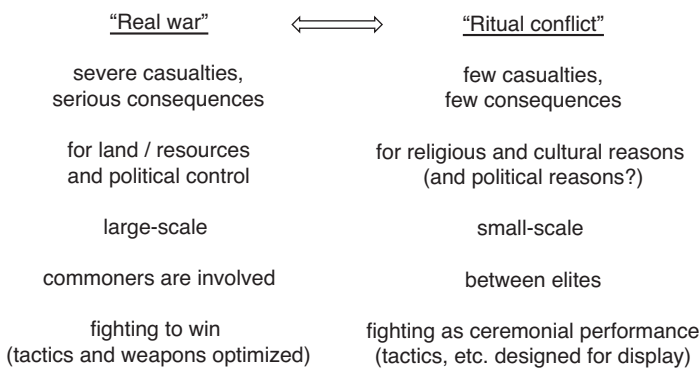 “Real war”
“Ritual conflict”
severe casualties,
serious consequences
few casualties,
few consequences
for land / resources
and political control
for religious and cultural reasons
(and political reasons?)
large-scale
small-scale
commoners are involved
between elites
fighting to win
(tactics and weapons optimized)
fighting as ceremonial performance
(tactics, etc. designed for display)